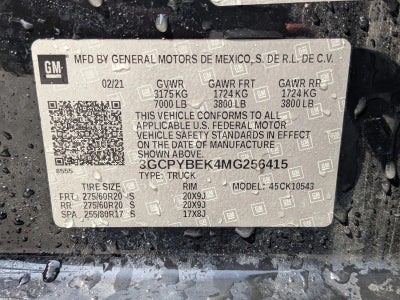 GM MFD BY GENERAL MOTORS DE MEXICO, S. DE R.L. DE C.V.
02/21 GVWR GAWR FRT GAWR RR
3175 KG 1724 KG 1724 KG
7000 LB 3800 LB 3800 LB
THIS VEHICLE CONFORMS TO ALL
APPLICABLE U.S. FEDERAL MOTOR
VEHICLE SAFETY STANDARDS IN EFFECT
ON THE DATE OF MANUFACTURE
SHOWN ABOVE.
8555 3GCPYBEK4MG256415
TYPE: TRUCK
TIRE SIZE RIM MODEL: 45CK10543
FRT 275/60R20 S 20X9J
RR 275/60R20 S 20X9J
SPA 255/80R17 S 17X8J